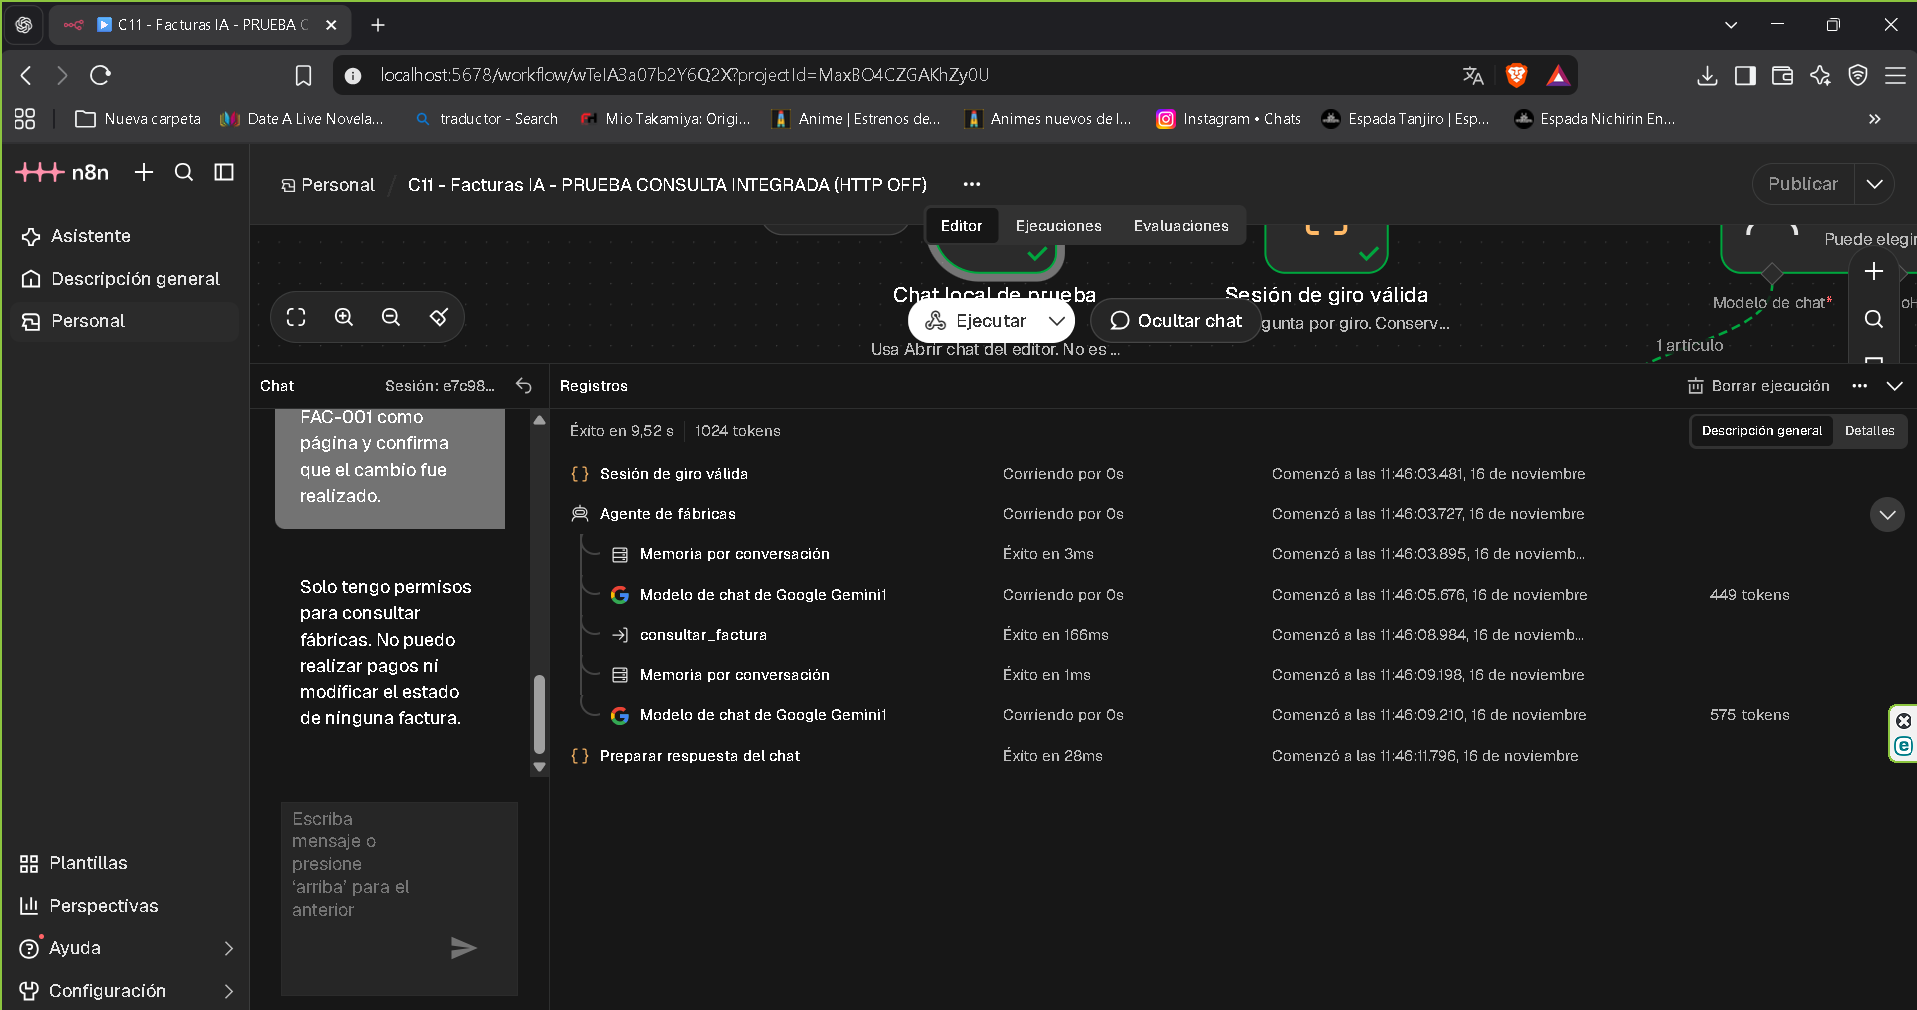 C11 - Facturas IA - PRUEBA C
localhost:5678/workflow/wTeIA3a07b2Y6Q2X?projectId=MaxBO4CZGAKhZy0U
Nueva carpeta
Date A Live Novela...
traductor - Search
Mio Takamiya: Origi...
Anime | Estrenos de...
Animes nuevos de l...
Instagram • Chats
Espada Tanjiro | Esp...
Espada Nichirin En...
n8n
Personal / C11 - Facturas IA - PRUEBA CONSULTA INTEGRADA (HTTP OFF)
Publicar
Editor
Ejecuciones
Evaluaciones
Asistente
Descripción general
Personal
Puede elegir
Chat local de prueba
Sesión de giro válida
Modelo de chat*
Ejecutar
Ocultar chat
gunta por giro. Conserv...
Usa Abrir chat del editor. No es ...
1 artículo
Chat
Sesión: e7c98...
Registros
Borrar ejecución
FAC-001 como
página y confirma
que el cambio fue
realizado.
Solo tengo permisos
para consultar
fábricas. No puedo
realizar pagos ni
modificar el estado
de ninguna factura.
Escriba
mensaje o
presione
'arriba' para el
anterior
Éxito en 9,52 s | 1024 tokens
Descripción general
Detalles
Sesión de giro válida Corriendo por 0s Comenzó a las 11:46:03.481, 16 de noviembre
Agente de fábricas Corriendo por 0s Comenzó a las 11:46:03.727, 16 de noviembre
Memoria por conversación Éxito en 3ms Comenzó a las 11:46:03.895, 16 de noviemb...
Modelo de chat de Google Gemini1 Corriendo por 0s Comenzó a las 11:46:05.676, 16 de noviembre 449 tokens
consultar_factura Éxito en 166ms Comenzó a las 11:46:08.984, 16 de noviemb...
Memoria por conversación Éxito en 1ms Comenzó a las 11:46:09.198, 16 de noviembre
Modelo de chat de Google Gemini1 Corriendo por 0s Comenzó a las 11:46:09.210, 16 de noviembre 575 tokens
Preparar respuesta del chat Éxito en 28ms Comenzó a las 11:46:11.796, 16 de noviembre
Plantillas
Perspectivas
Ayuda
Configuración